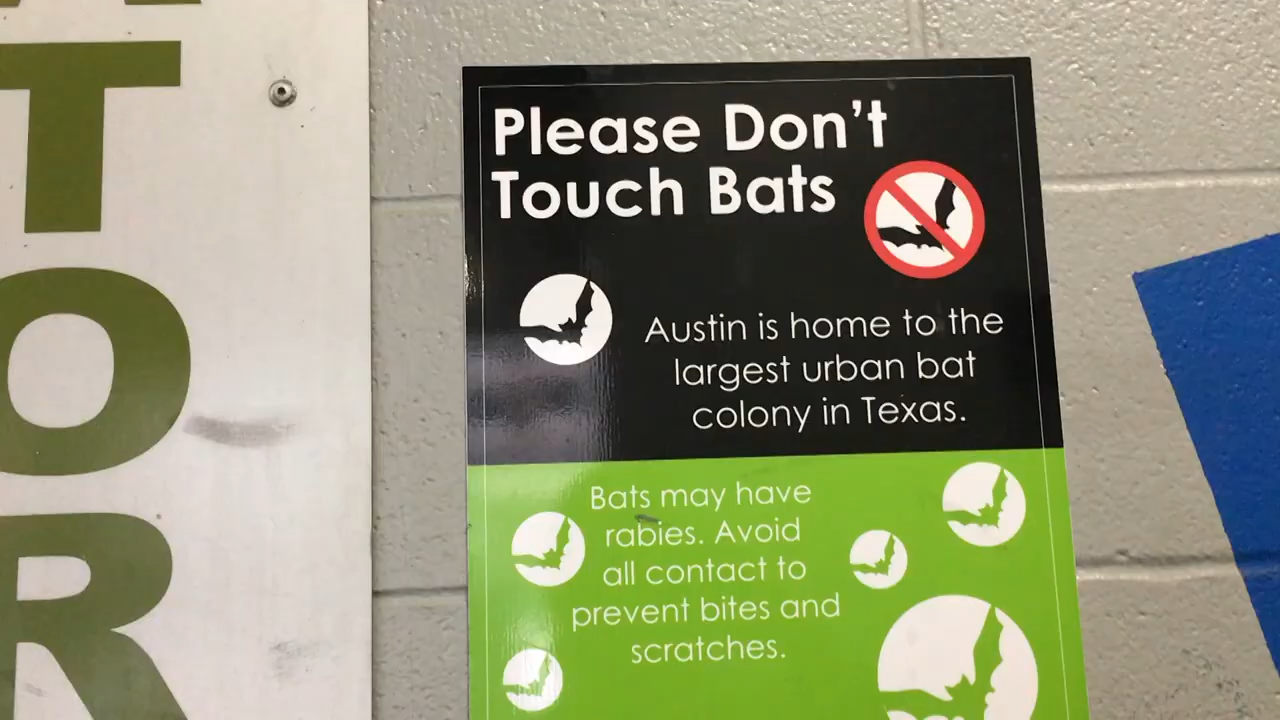 T
O
R
Please Don't
Touch Bats
Austin is home to the
largest urban bat
colony in Texas.
Bats may have
rabies. Avoid
all contact to
prevent bites and
scratches.